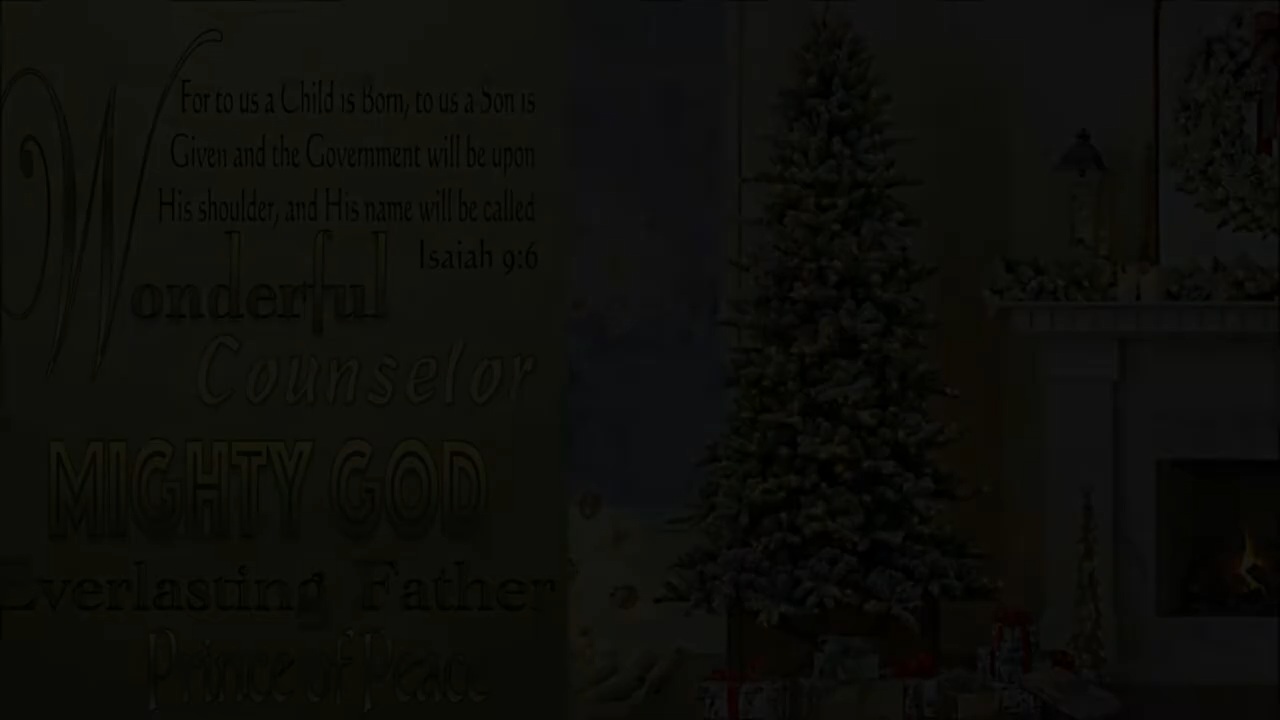 For to us a Child is Born, to us a Son is
Given and the Government will be upon
His shoulder, and His name will be called
Isaiah 9:6
Wonderful
Counselor
MIGHTY GOD
Everlasting Father
Prince of Peace